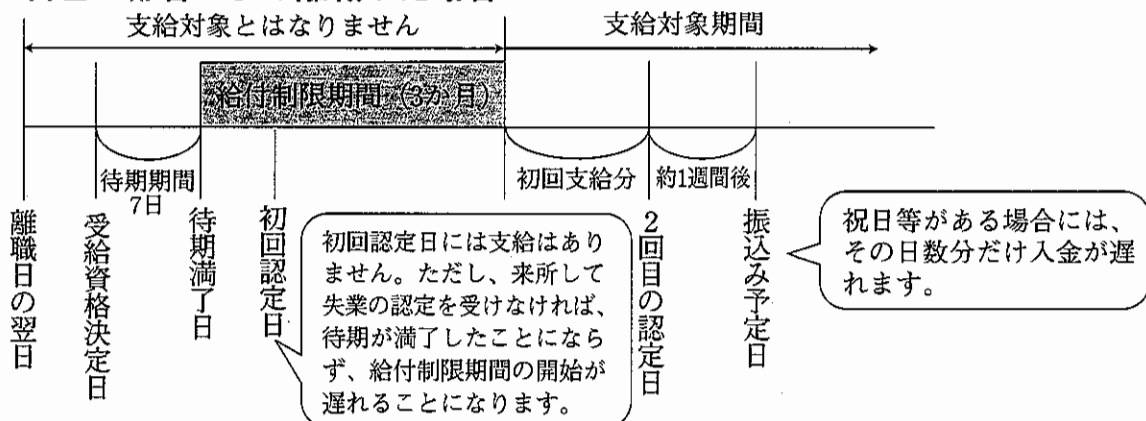 支給対象とはなりません
支給対象期間
給付制限期間（3か月）
待期期間
7日
初回支給分
約1週間後
離職日の翌日
受給資格決定日
待期満了日
初回認定日
初回認定日には支給はあり
ません。ただし、来所して
失業の認定を受けなければ、
待期が満了したことになら
ず、給付制限期間の開始が
遅れることになります。
2回目の認定日
振込み予定日
祝日等がある場合には、
その日数分だけ入金が遅
れます。